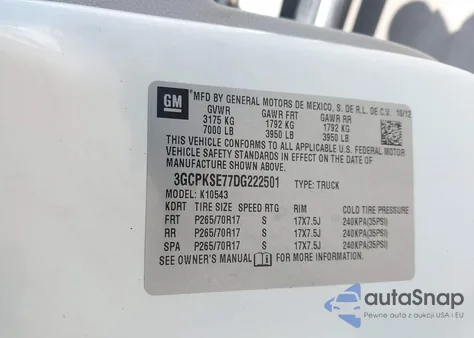 GM
MFD BY GENERAL MOTORS DE MEXICO, S. DE R.L. DE C.V. 10/12
GVWR GAWR FRT GAWR RR
3175 KG 1792 KG 1792 KG
7000 LB 3950 LB 3950 LB
THIS VEHICLE CONFORMS TO ALL APPLICABLE U.S. FEDERAL MOTOR
VEHICLE SAFETY STANDARDS IN EFFECT ON THE DATE OF
MANUFACTURE SHOWN ABOVE.
3GCPKSE77DG222501 TYPE: TRUCK
MODEL: K10543
KDRT TIRE SIZE SPEED RTG RIM COLD TIRE PRESSURE
FRT P265/70R17 S 17X7.5J 240KPA(35PSI)
RR P265/70R17 S 17X7.5J 240KPA(35PSI)
SPA P265/70R17 S 17X7.5J 240KPA(35PSI)
SEE OWNER'S MANUAL FOR MORE INFORMATION.
autaSnap
Pewne auta z aukcji USA i EU